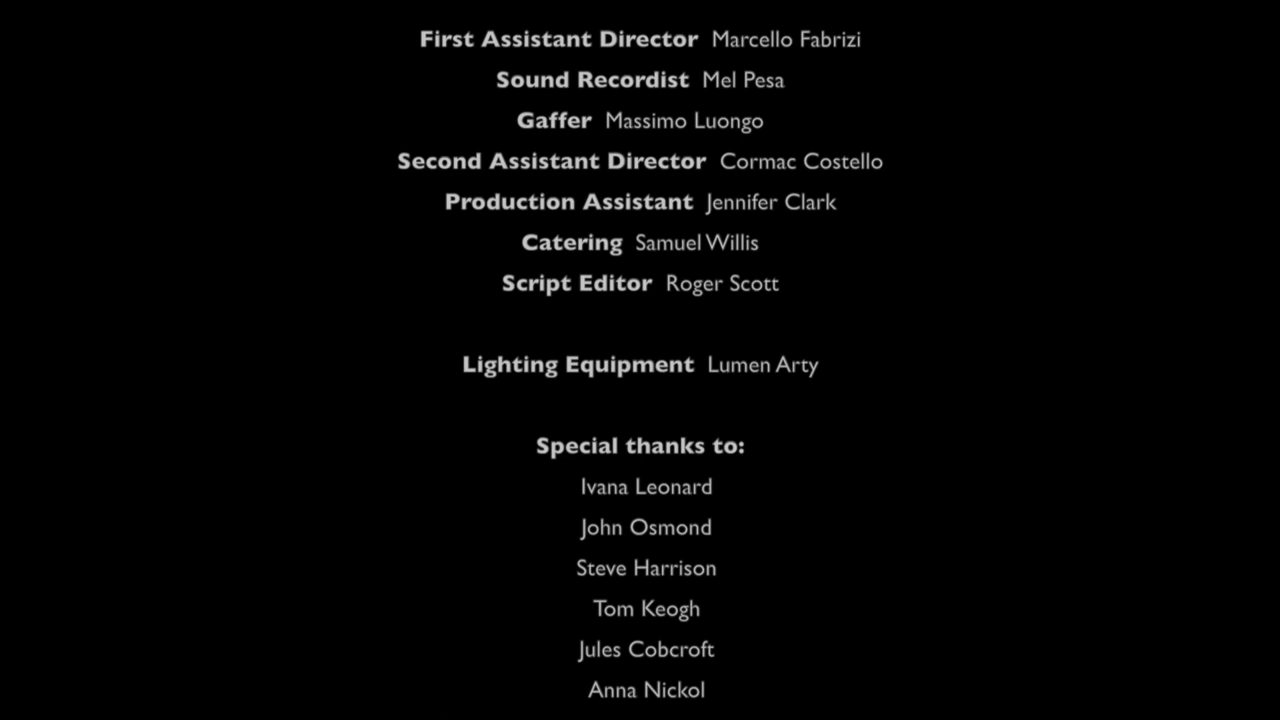 First Assistant Director Marcello Fabrizi
Sound Recordist Mel Pesa
Gaffer Massimo Luongo
Second Assistant Director Cormac Costello
Production Assistant Jennifer Clark
Catering Samuel Willis
Script Editor Roger Scott
Lighting Equipment Lumen Arty
Special thanks to:
Ivana Leonard
John Osmond
Steve Harrison
Tom Keogh
Jules Cobcroft
Anna Nickol